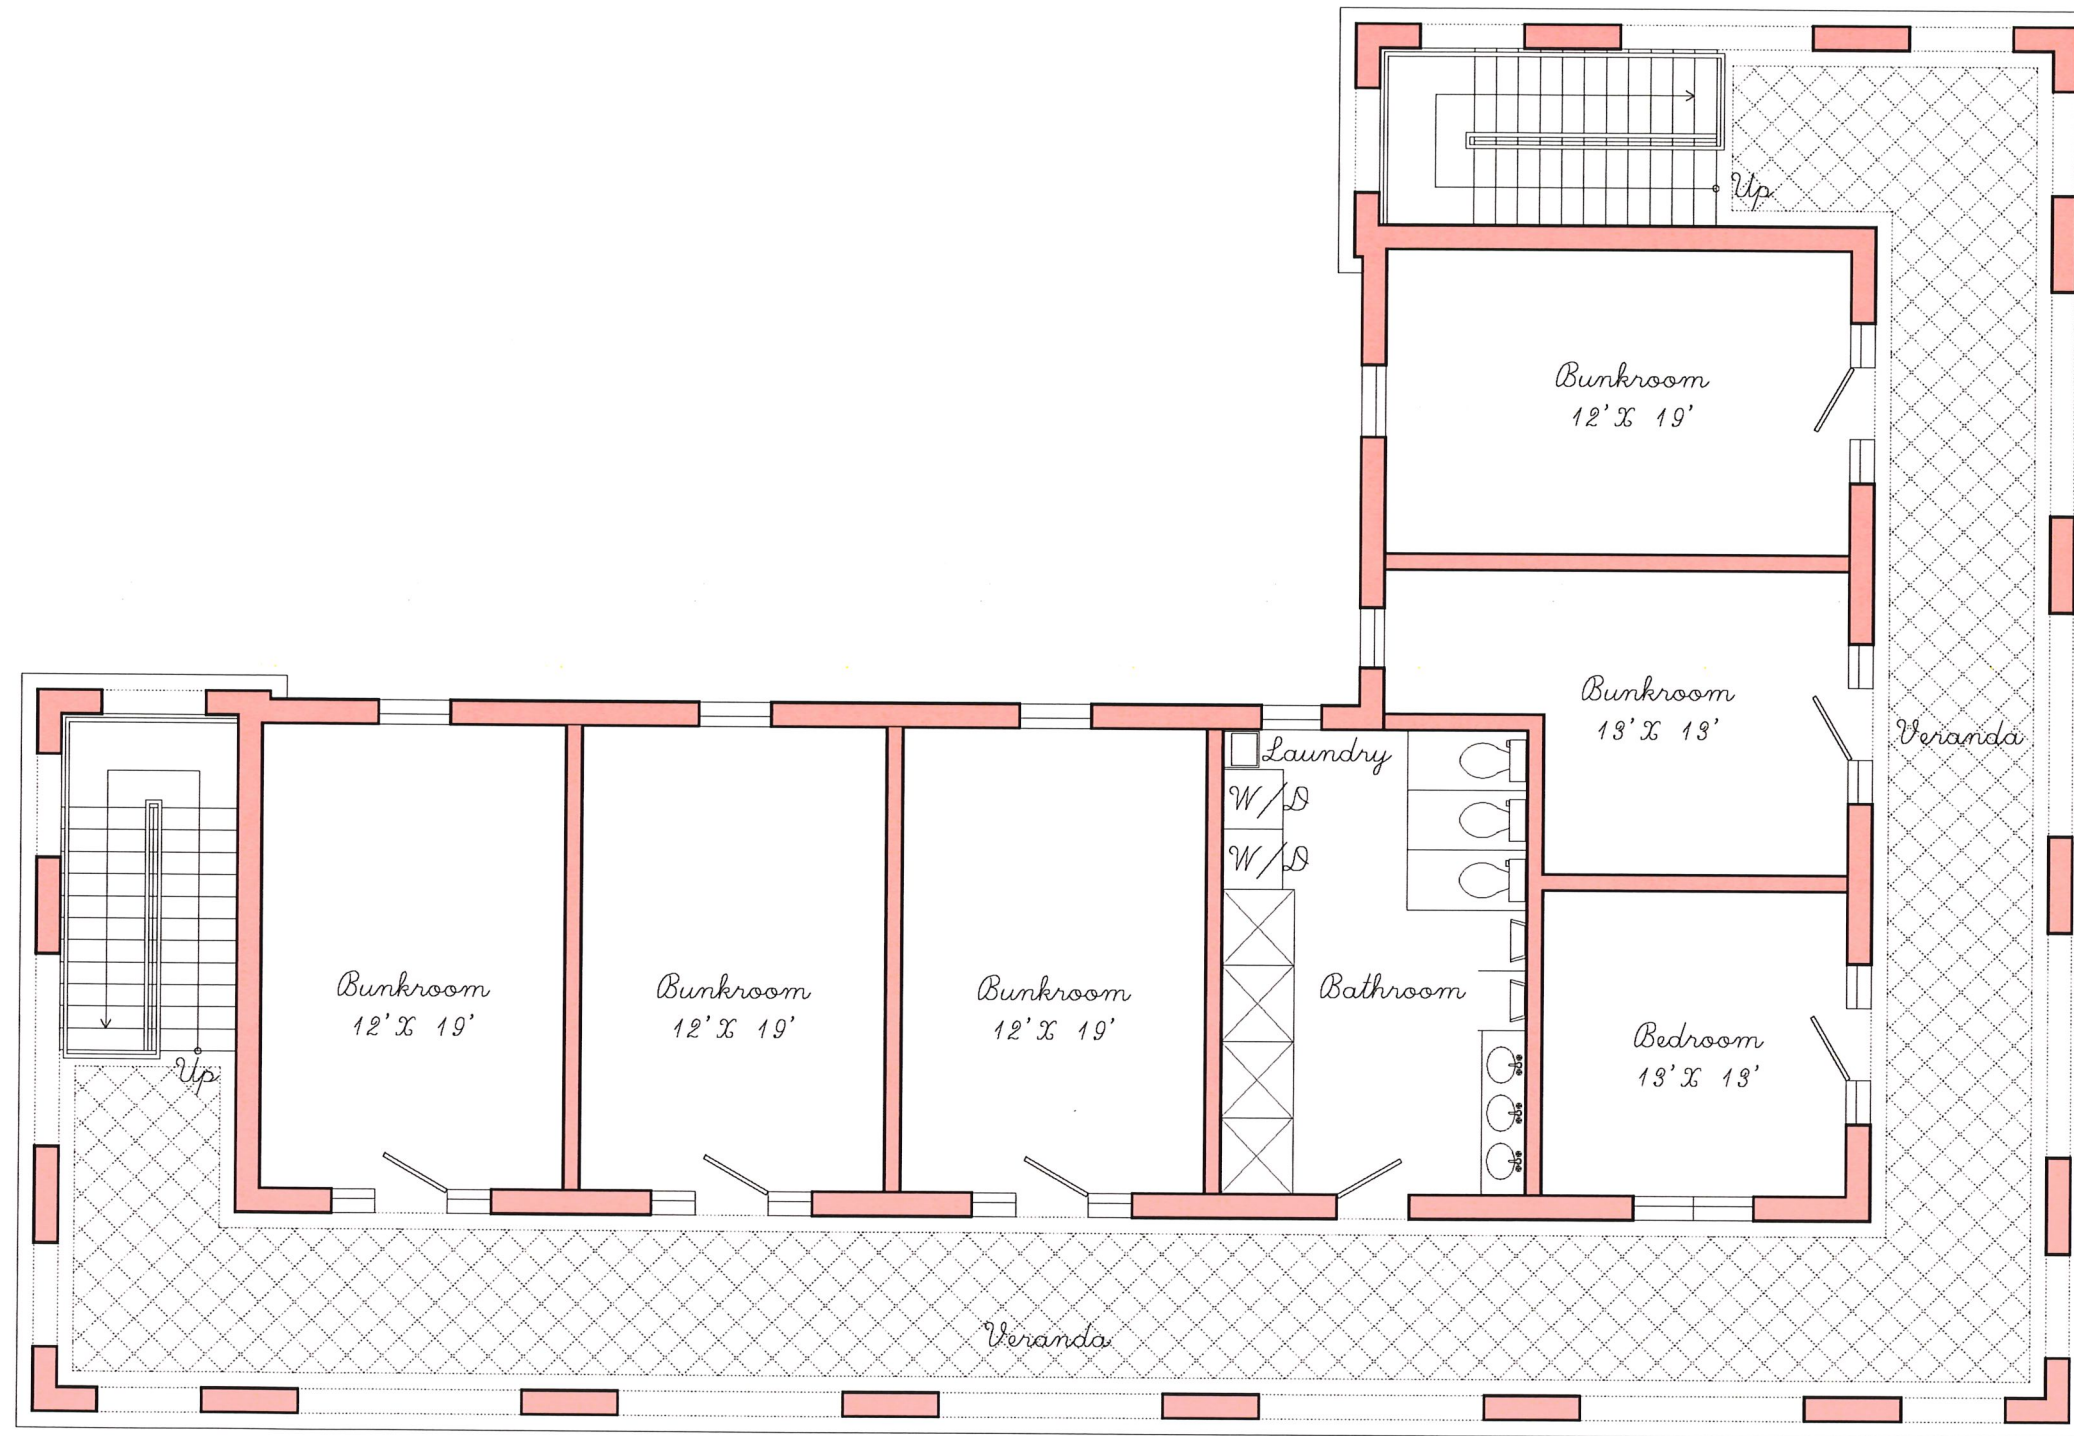 Up
Bunkroom
12' X 19'
Bunkroom
13' X 13'
Veranda
Laundry
W/D
W/D
Bunkroom
12' X 19'
Bunkroom
12' X 19'
Bunkroom
12' X 19'
Bathroom
Bedroom
13' X 13'
Up
Veranda